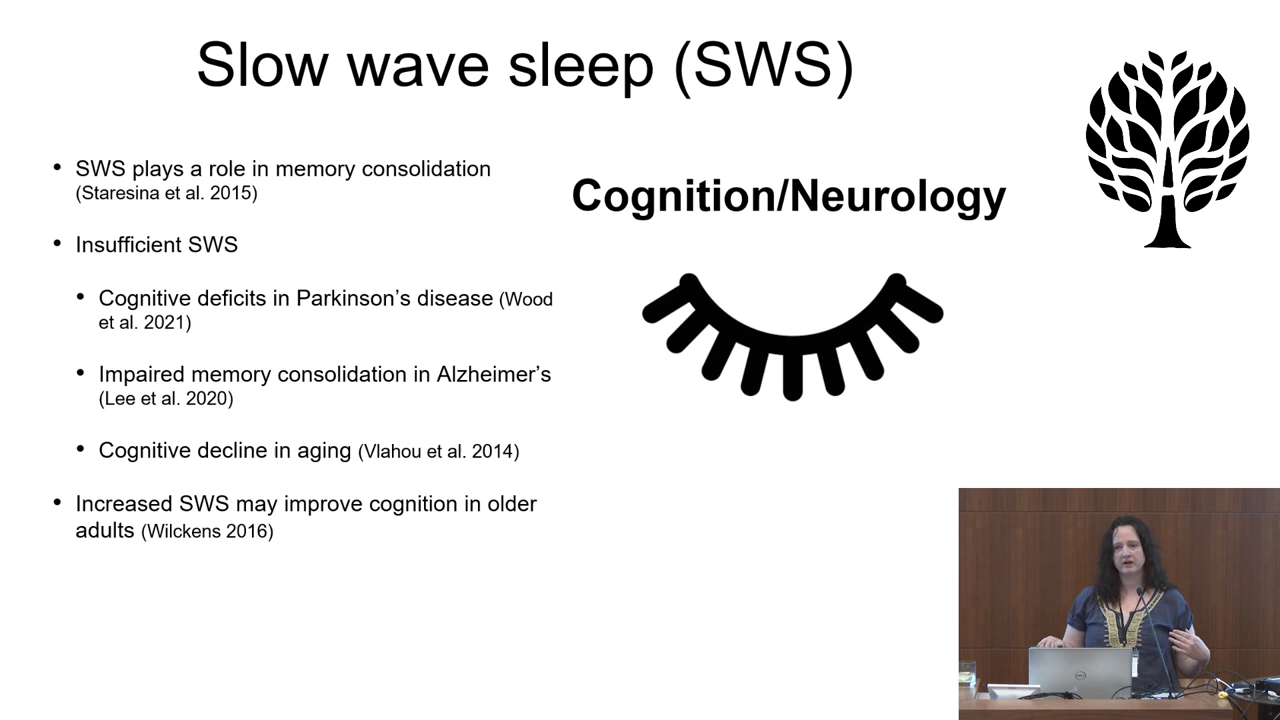 Slow wave sleep (SWS)
• SWS plays a role in memory consolidation
(Staresina et al. 2015)
• Insufficient SWS
• Cognitive deficits in Parkinson’s disease (Wood
et al. 2021)
• Impaired memory consolidation in Alzheimer’s
(Lee et al. 2020)
• Cognitive decline in aging (Vlahou et al. 2014)
• Increased SWS may improve cognition in older
adults (Wilckens 2016)
Cognition/Neurology
DELL